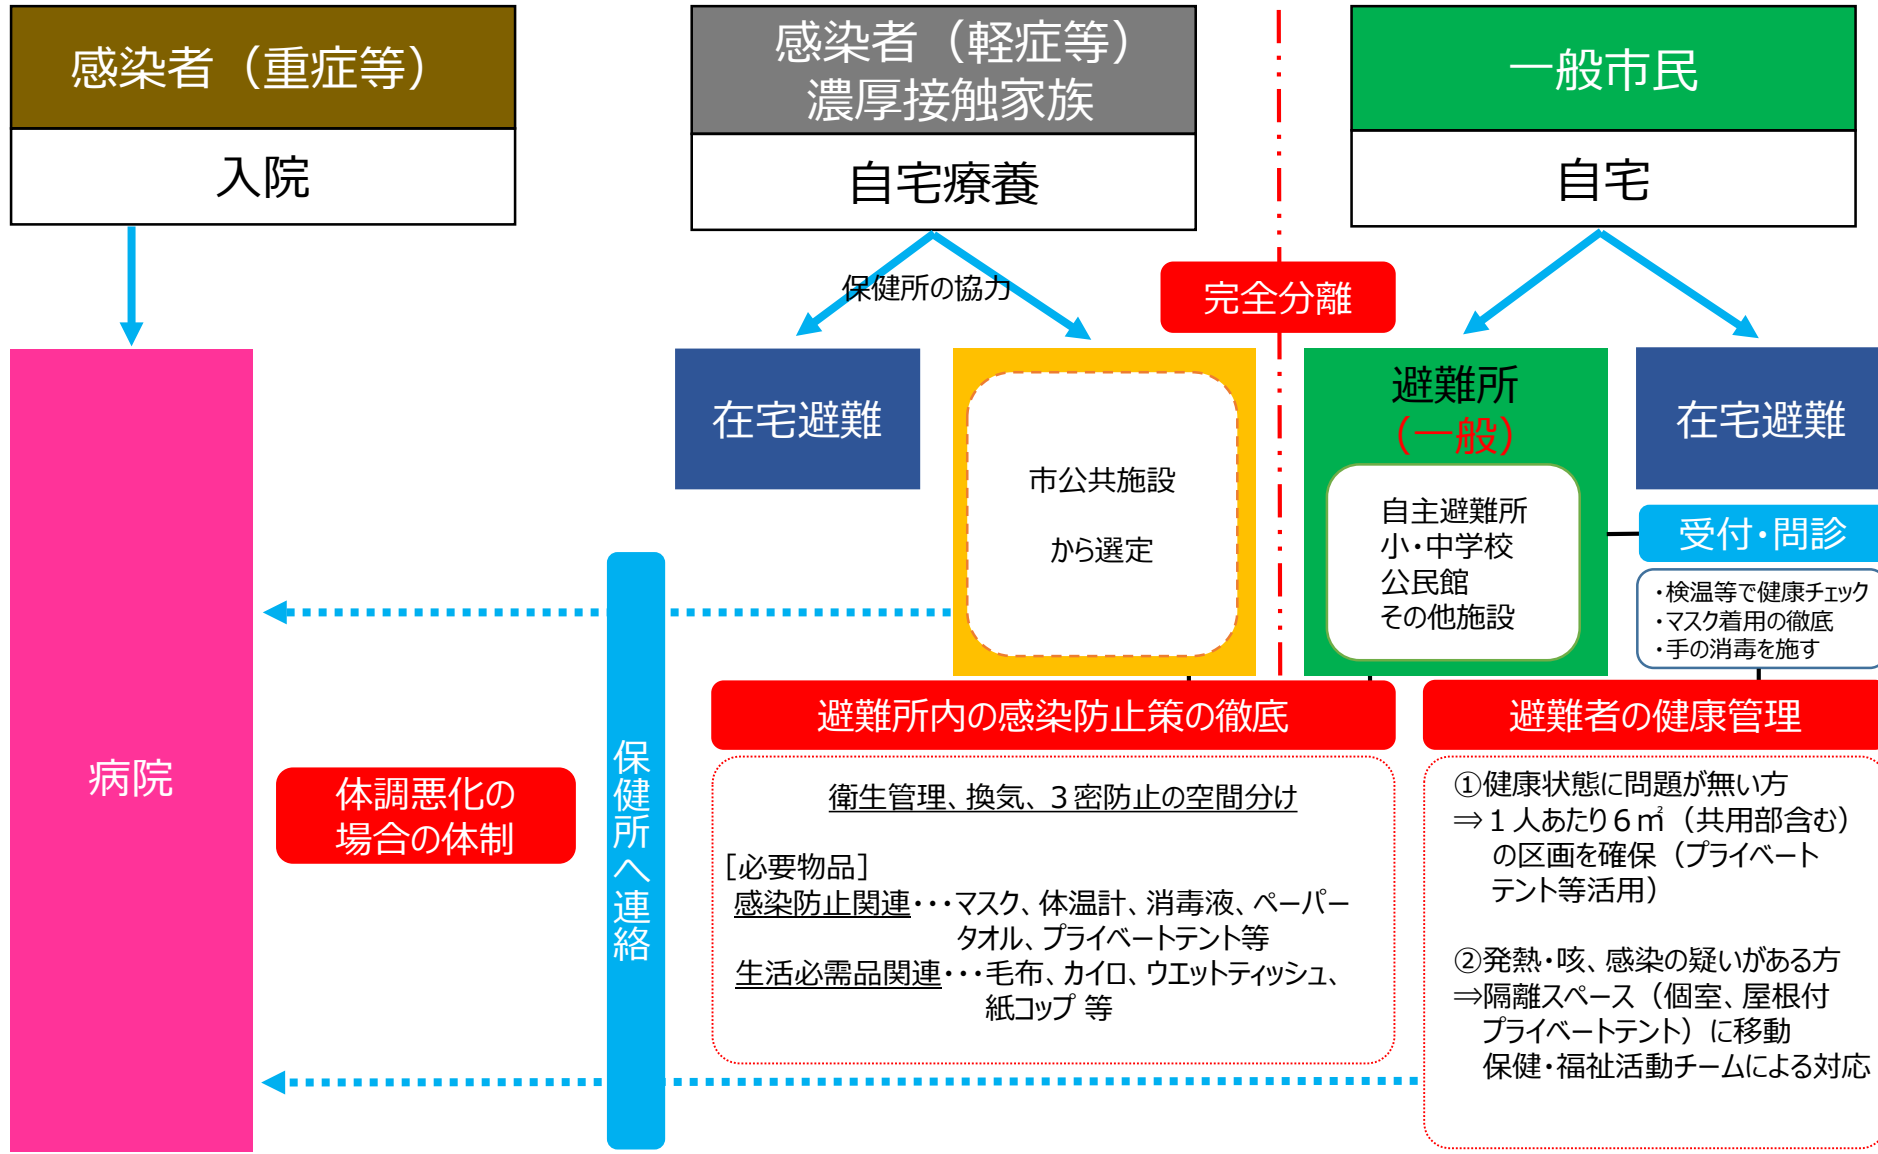 感染者（重症等）
入院
感染者（軽症等）
濃厚接触家族
自宅療養
一般市民
自宅
保健所の協力
完全分離
在宅避難
市公共施設
から選定
避難所
（一般）
自主避難所
小・中学校
公民館
その他施設
在宅避難
受付・問診
・検温等で健康チェック
・マスク着用の徹底
・手の消毒を施す
病院
体調悪化の
場合の体制
保健所へ連絡
避難所内の感染防止策の徹底
衛生管理、換気、３密防止の空間分け
［必要物品］
感染防止関連・・・マスク、体温計、消毒液、ペーパー
タオル、プライベートテント等
生活必需品関連・・・毛布、カイロ、ウエットティッシュ、
紙コップ 等
避難者の健康管理
①健康状態に問題が無い方
⇒１人あたり６㎡（共用部含む）
の区画を確保（プライベート
テント等活用）
②発熱・咳、感染の疑いがある方
⇒隔離スペース（個室、屋根付
プライベートテント）に移動
保健・福祉活動チームによる対応